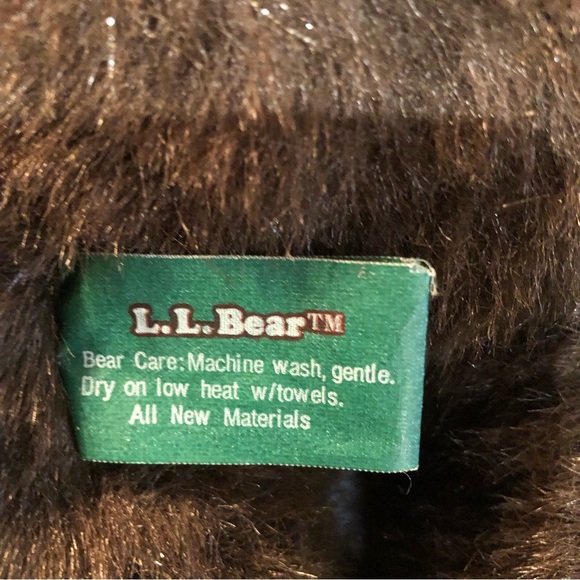 L.L.Bear™
Bear Care:Machine wash, gentle.
Dry on low heat w/towels.
All New Materials